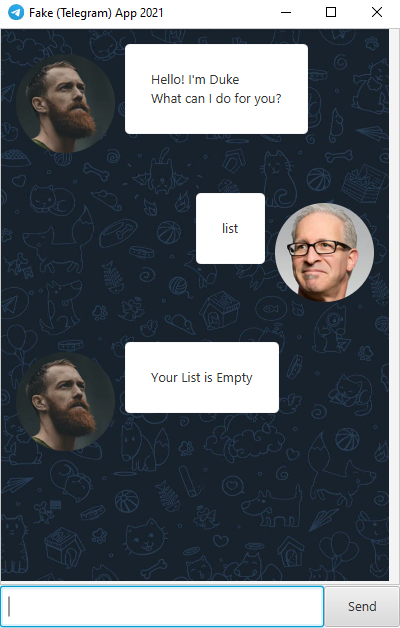 Fake (Telegram) App 2021
Hello! I'm Duke
What can I do for you?
list
Your List is Empty
Send